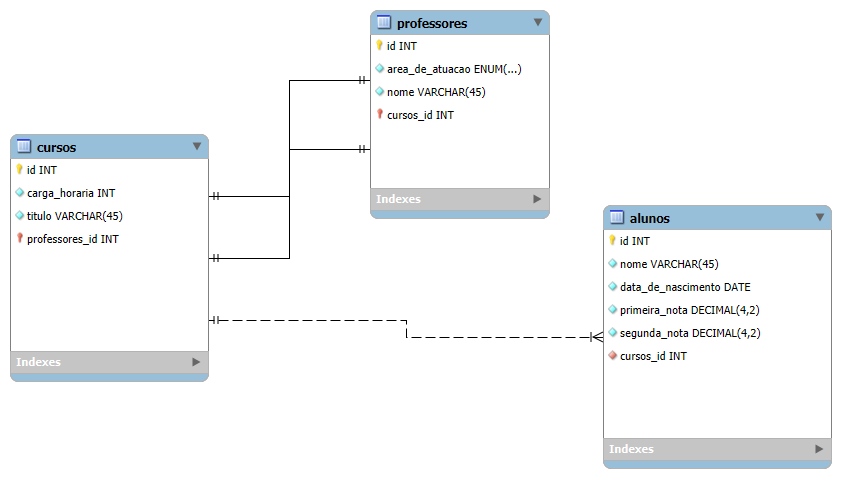 professores
id INT
area_de_atuacao ENUM(...)
nome VARCHAR(45)
cursos_id INT
Indexes
cursos
id INT
carga_horaria INT
titulo VARCHAR(45)
professores_id INT
Indexes
alunos
id INT
nome VARCHAR(45)
data_de_nascimento DATE
primeira_nota DECIMAL(4,2)
segunda_nota DECIMAL(4,2)
cursos_id INT
Indexes